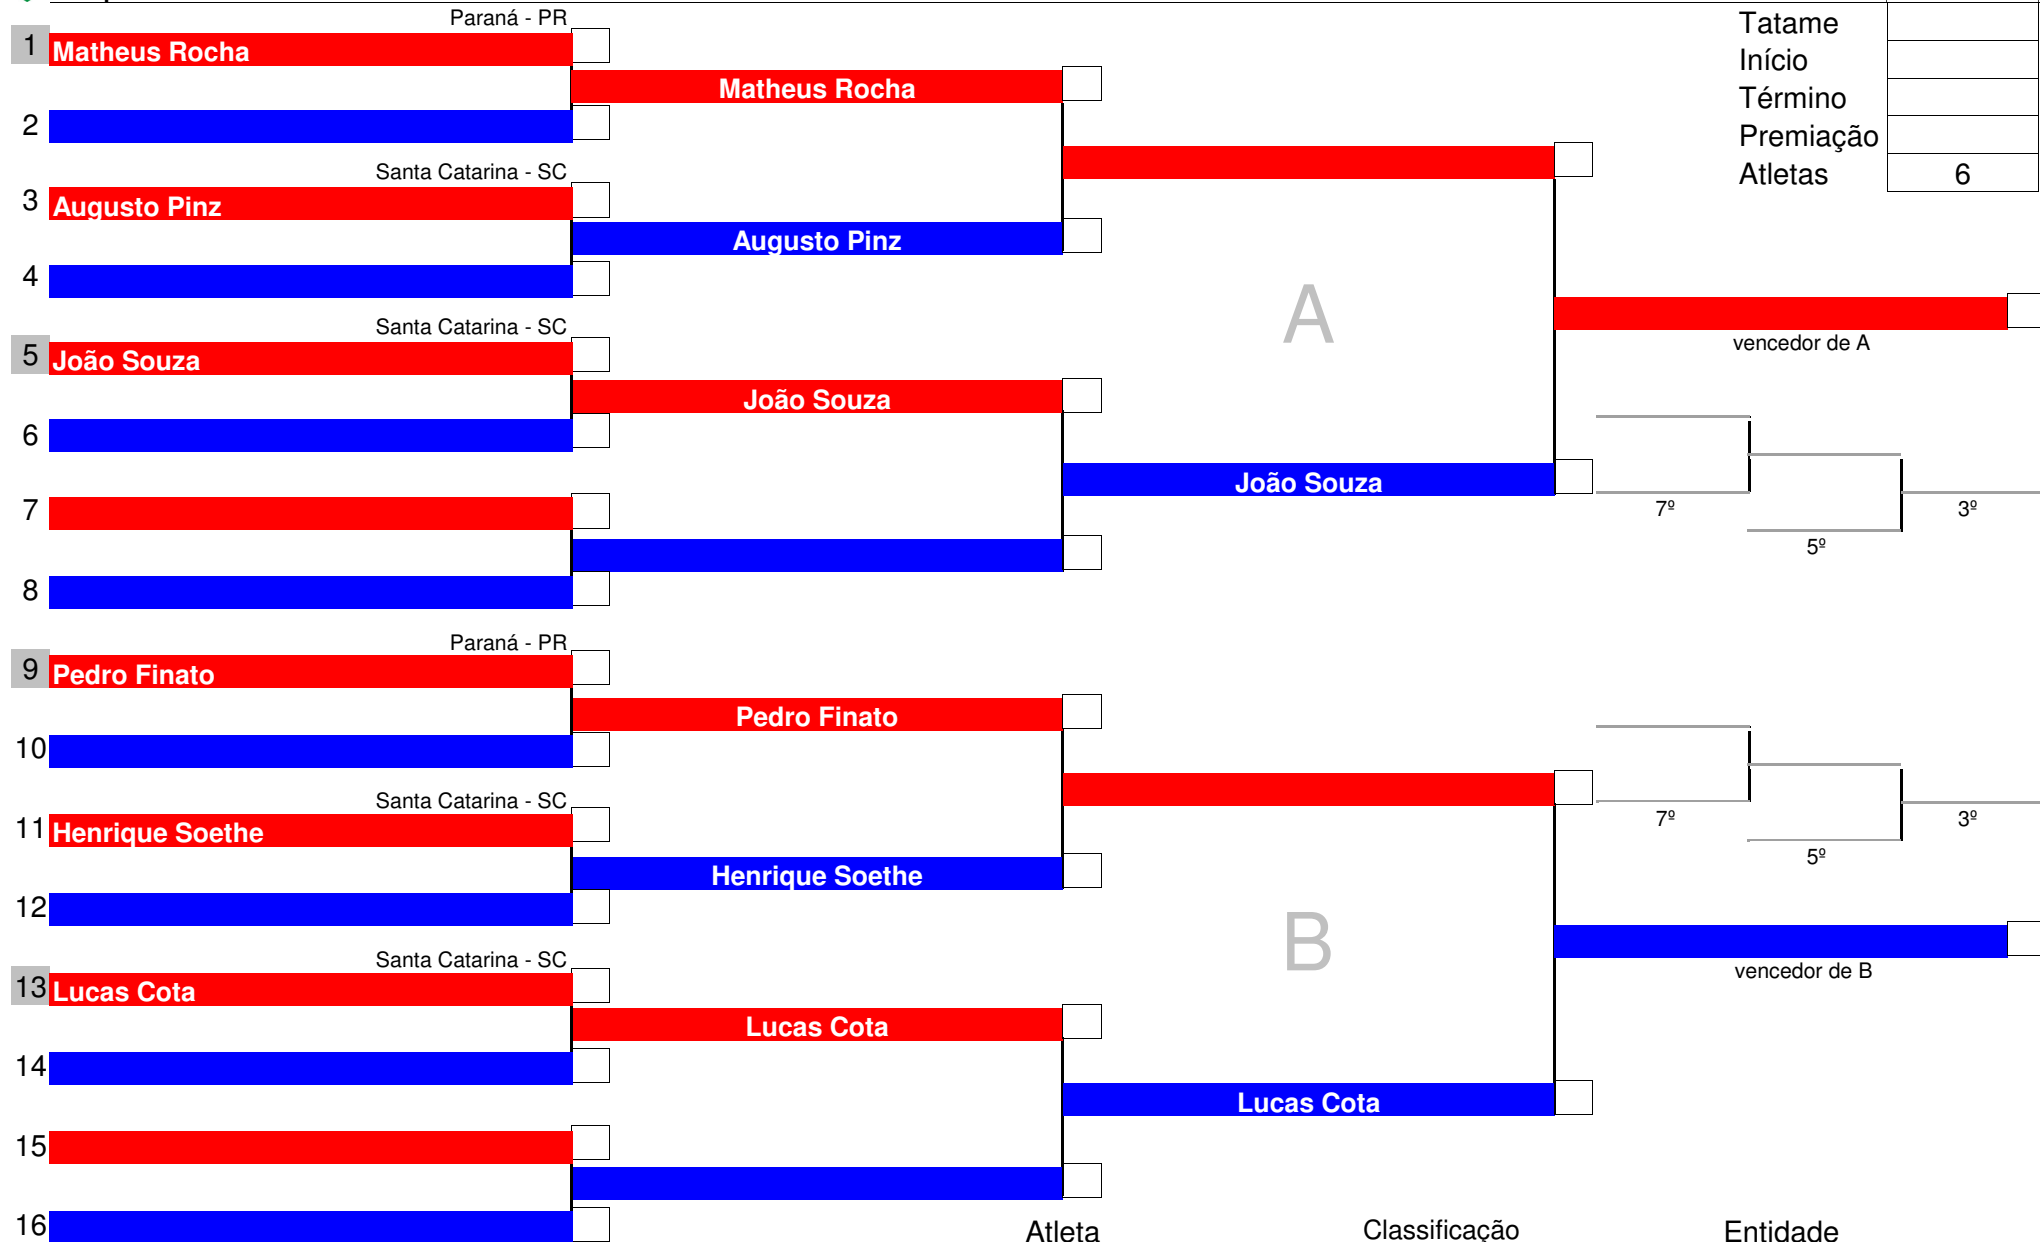 Paraná - PR
1 Matheus Rocha
Matheus Rocha
2
Santa Catarina - SC
3 Augusto Pinz
Augusto Pinz
4
Santa Catarina - SC
5 João Souza
João Souza
6
João Souza
7
8
Paraná - PR
9 Pedro Finato
Pedro Finato
10
Santa Catarina - SC
11 Henrique Soethe
Henrique Soethe
12
Santa Catarina - SC
13 Lucas Cota
Lucas Cota
14
Lucas Cota
15
16
A
B
Tatame
Início
Término
Premiação
Atletas 6
vencedor de A
7º
3º
5º
7º
3º
5º
vencedor de B
Atleta Classificação Entidade